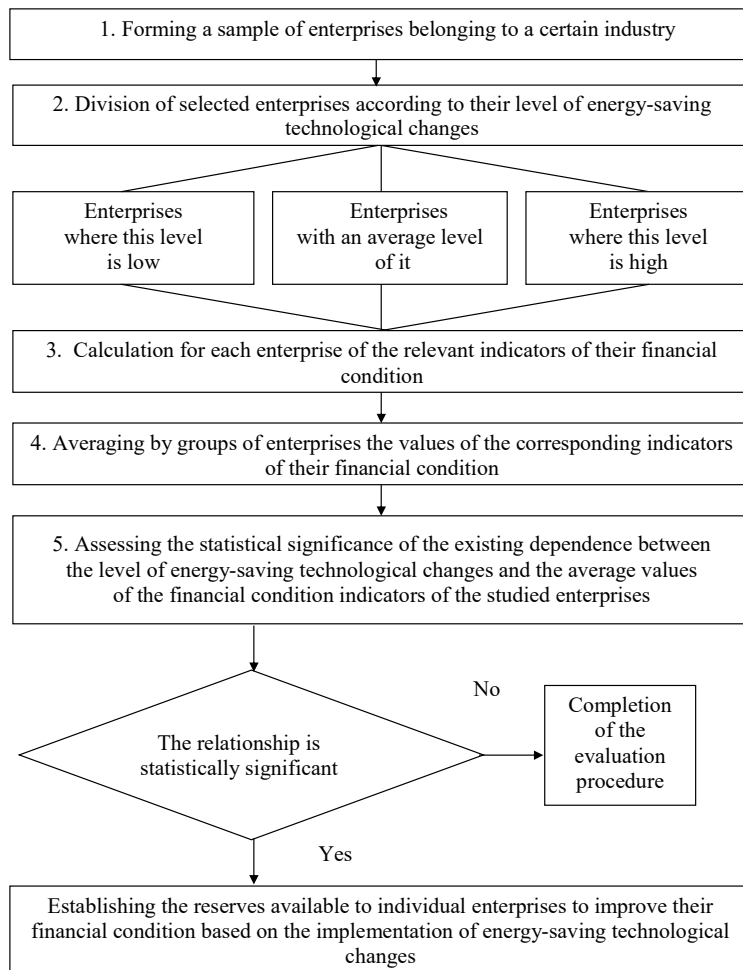 1. Forming a sample of enterprises belonging to a certain industry
2. Division of selected enterprises according to their level of energy-saving
technological changes
Enterprises
where this level
is low
Enterprises
with an average level
of it
Enterprises
where this level
is high
3. Calculation for each enterprise of the relevant indicators of their financial
condition
4. Averaging by groups of enterprises the values of the corresponding indicators
of their financial condition
5. Assessing the statistical significance of the existing dependence between
the level of energy-saving technological changes and the average values
of the financial condition indicators of the studied enterprises
The relationship is
statistically significant
No
Completion
of the
evaluation
procedure
Yes
Establishing the reserves available to individual enterprises to improve their
financial condition based on the implementation of energy-saving technological
changes